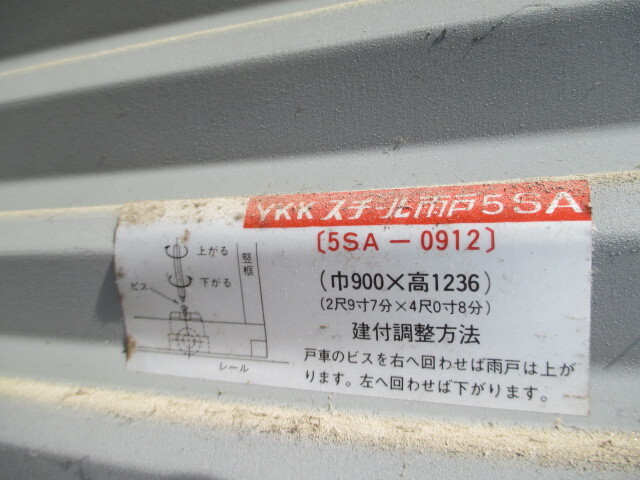 YKK スチール雨戸5SA
〔5SA－0912〕
(巾900×高1236)
(2尺9寸7分×4尺0寸8分)
建付調整方法
戸車のビスを右へ回わせば雨戸は上が
ります。左へ回わせば下がります。
上がる
下がる
ビス
竪框
レール